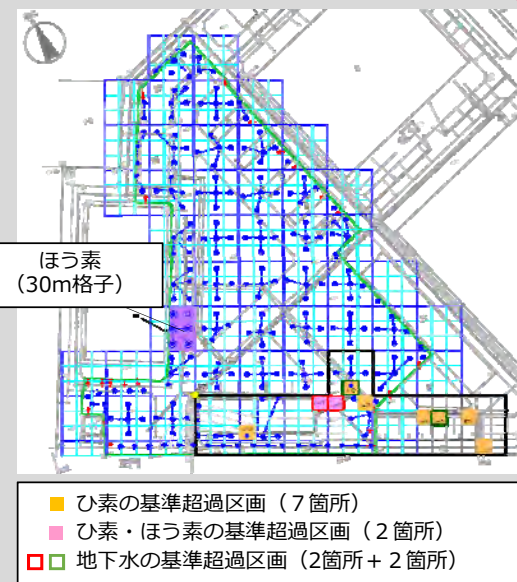 ほう素
（30m格子）
ひ素の基準超過区画（７箇所）
ひ素・ほう素の基準超過区画（２箇所）
地下水の基準超過区画（2箇所＋２箇所）